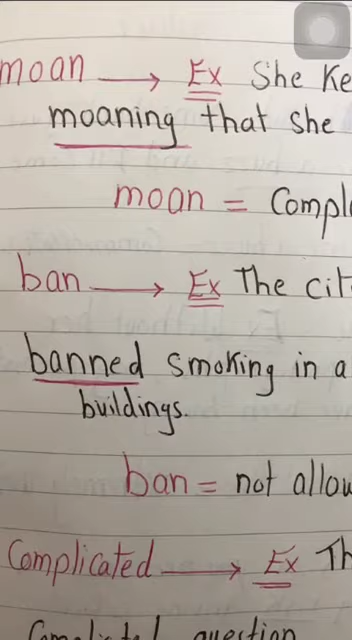 moan → Ex She Ke
moaning that she
moan = Compl
ban → Ex The cit
banned smoking in a
buildings.
ban = not allow
Complicated → Ex Th
question